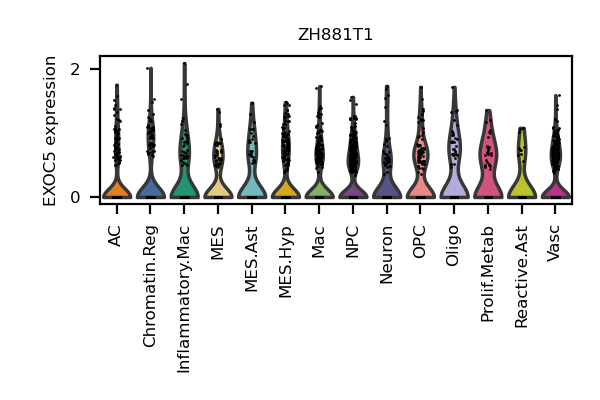 ZH881T1
EXOC5 expression
2
0
AC
Chromatin.Reg
Inflammatory.Mac
MES
MES.Ast
MES.Hyp
Mac
NPC
Neuron
OPC
Oligo
Prolif.Metab
Reactive.Ast
Vasc